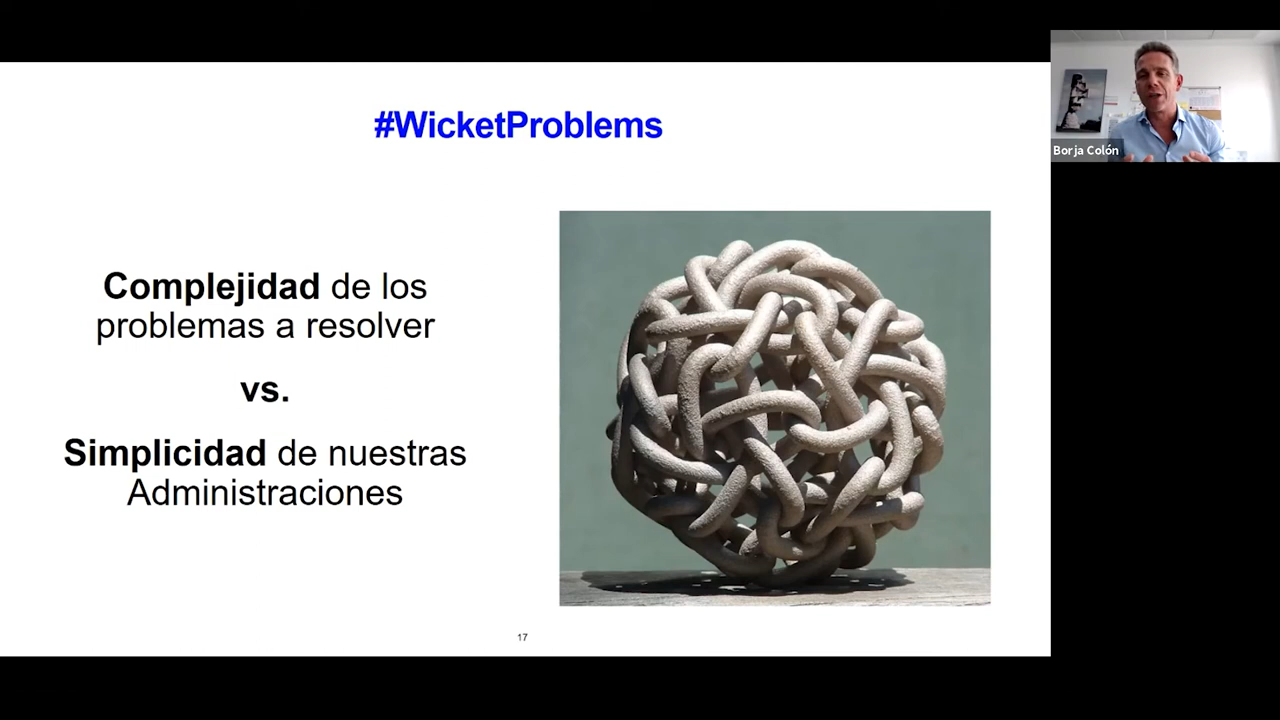 #WicketProblems
Complejidad de los
problemas a resolver
vs.
Simplicidad de nuestras
Administraciones
17
Borja Colón